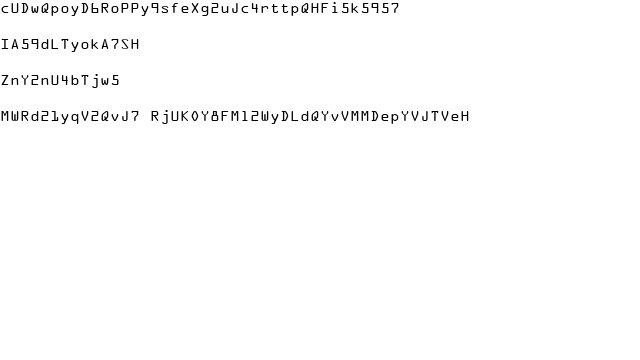 cUDwQpoyD6RoPPy9sfeXg2uJc4rttpQHFi5k5957
IA59dLTyokA7SH
ZnY2nU4bTjw5
MWRd21yqV2QvJ7 RjUK0Y8FM12WyDLdQYvVMMDepYVJTVeH